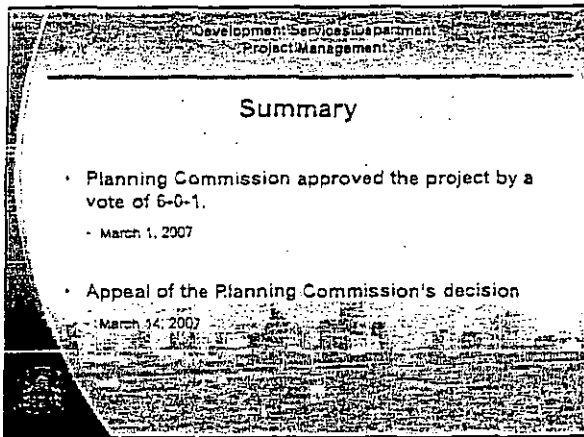 Development Services Department
Project Management
Summary
· Planning Commission approved the project by a
vote of 6-0-1.
- March 1, 2007
· Appeal of the Planning Commission's decision
- March 14, 2007